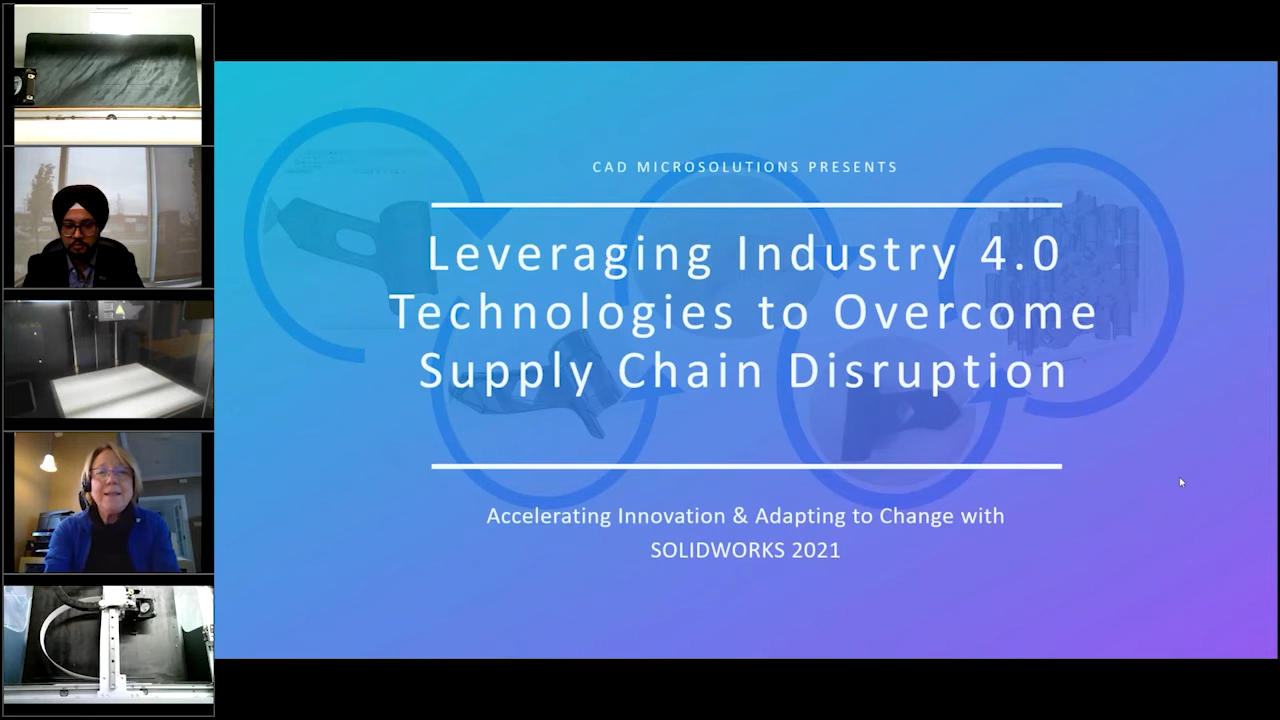 CAD MICROSOLUTIONS PRESENTS
Leveraging Industry 4.0
Technologies to Overcome
Supply Chain Disruption
Accelerating Innovation & Adapting to Change with
SOLIDWORKS 2021